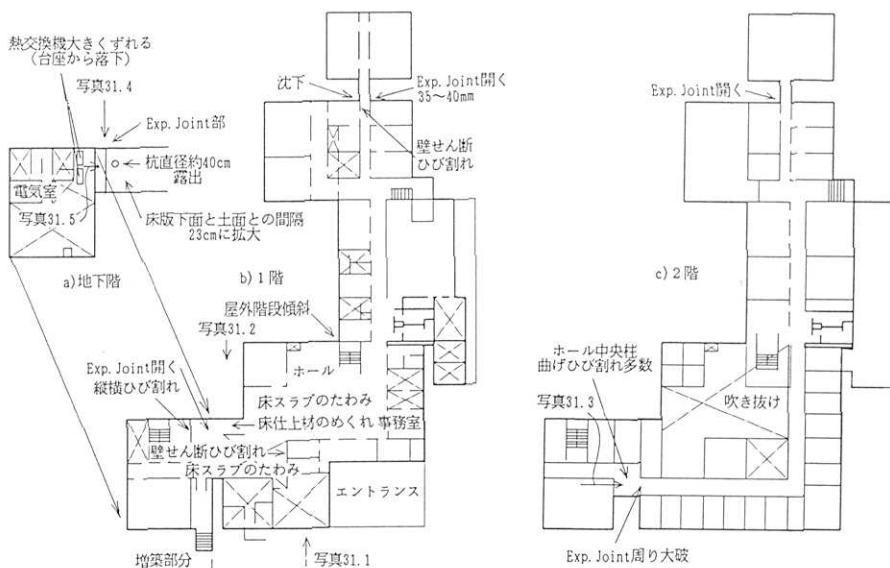 熱交換機大きくずれる
(台座から落下)
写真31.4
Exp.Joint部
杭直径約40cm
露出
電気室
写真31.5
床版下面と土面との間隔
23cmに拡大
a)地下階
沈下
Exp.Joint開く
35～40mm
壁せん断
ひび割れ
b)1階
屋外階段傾斜
写真31.2
ホール
Exp.Joint開く
縦横ひび割れ
床スラブのたわみ
床仕上材のめくれ
事務室
壁せん断ひび割れ
床スラブのたわみ
エントランス
増築部分
写真31.1
Exp.Joint開く
c)2階
ホール中央柱
曲げひび割れ多数
写真31.3
吹き抜け
Exp.Joint周り大破